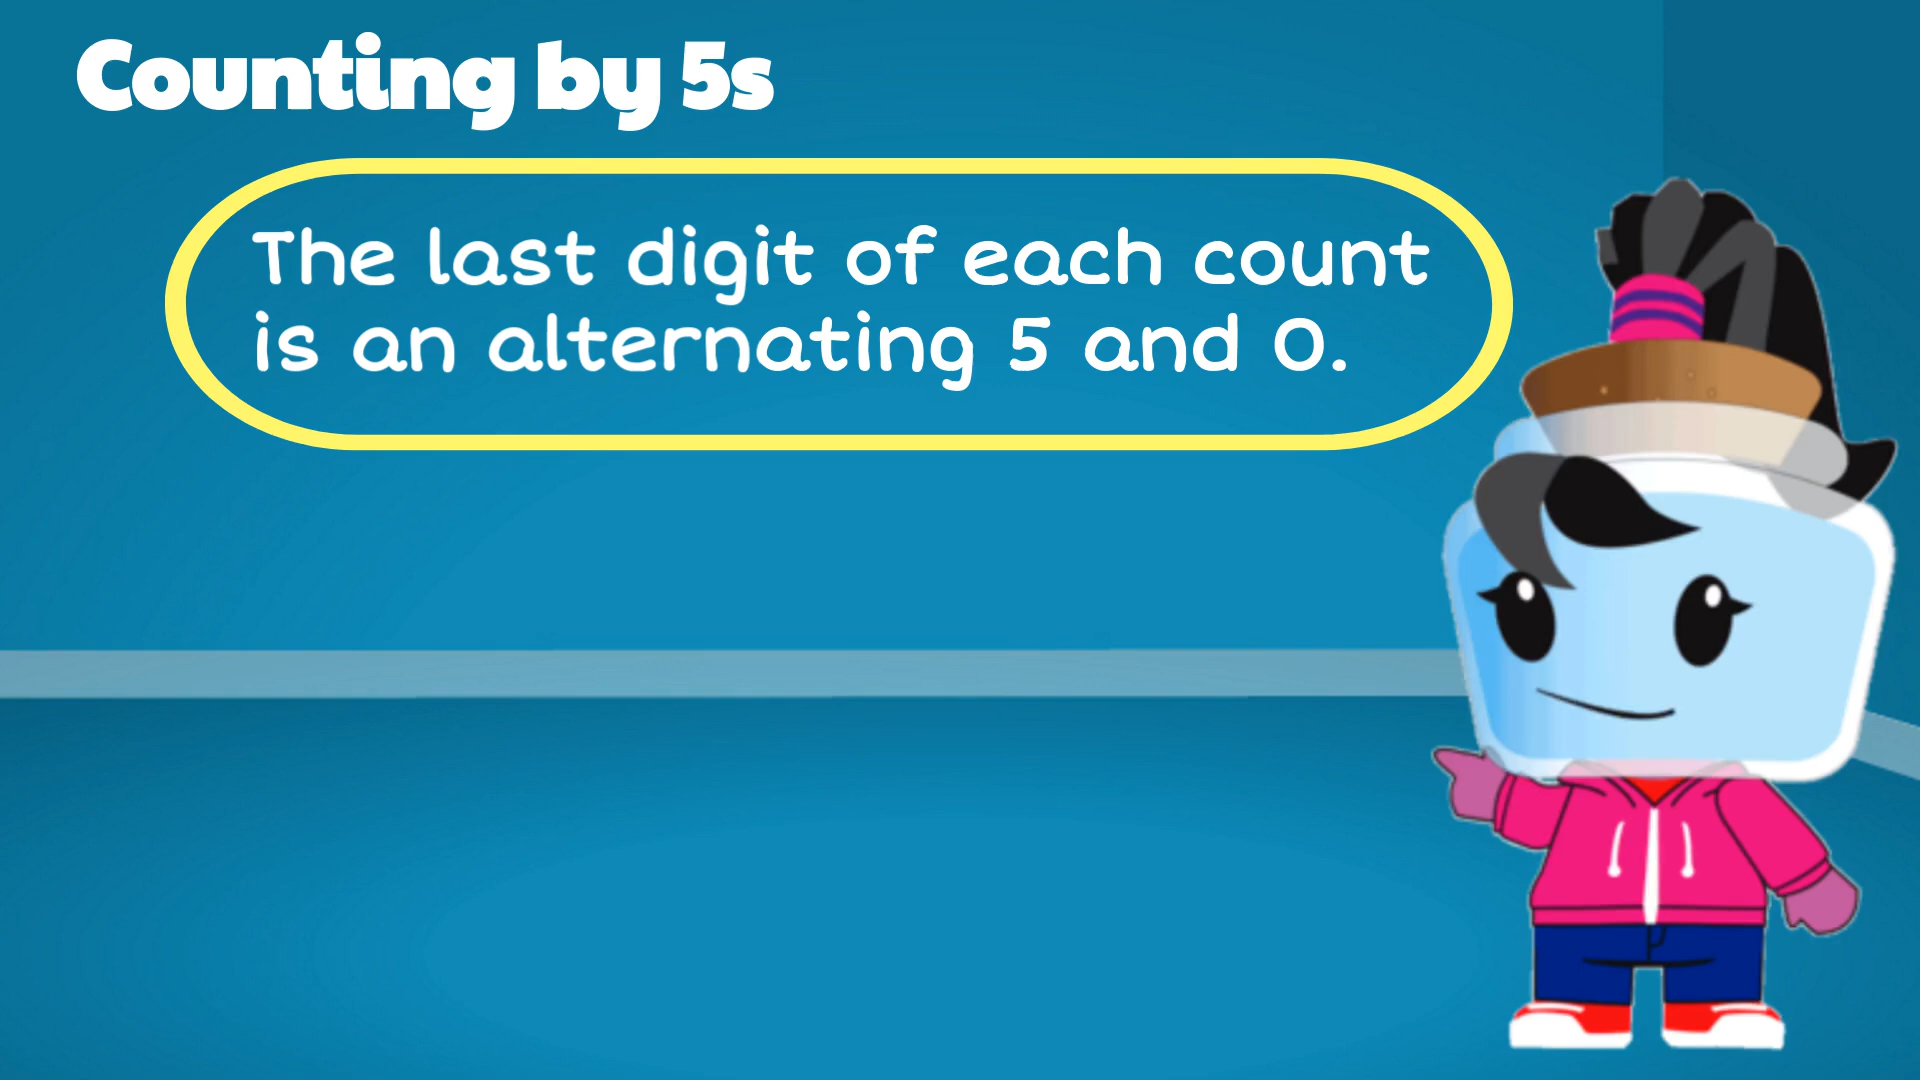 Counting by 5s
The last digit of each count
is an alternating 5 and 0.